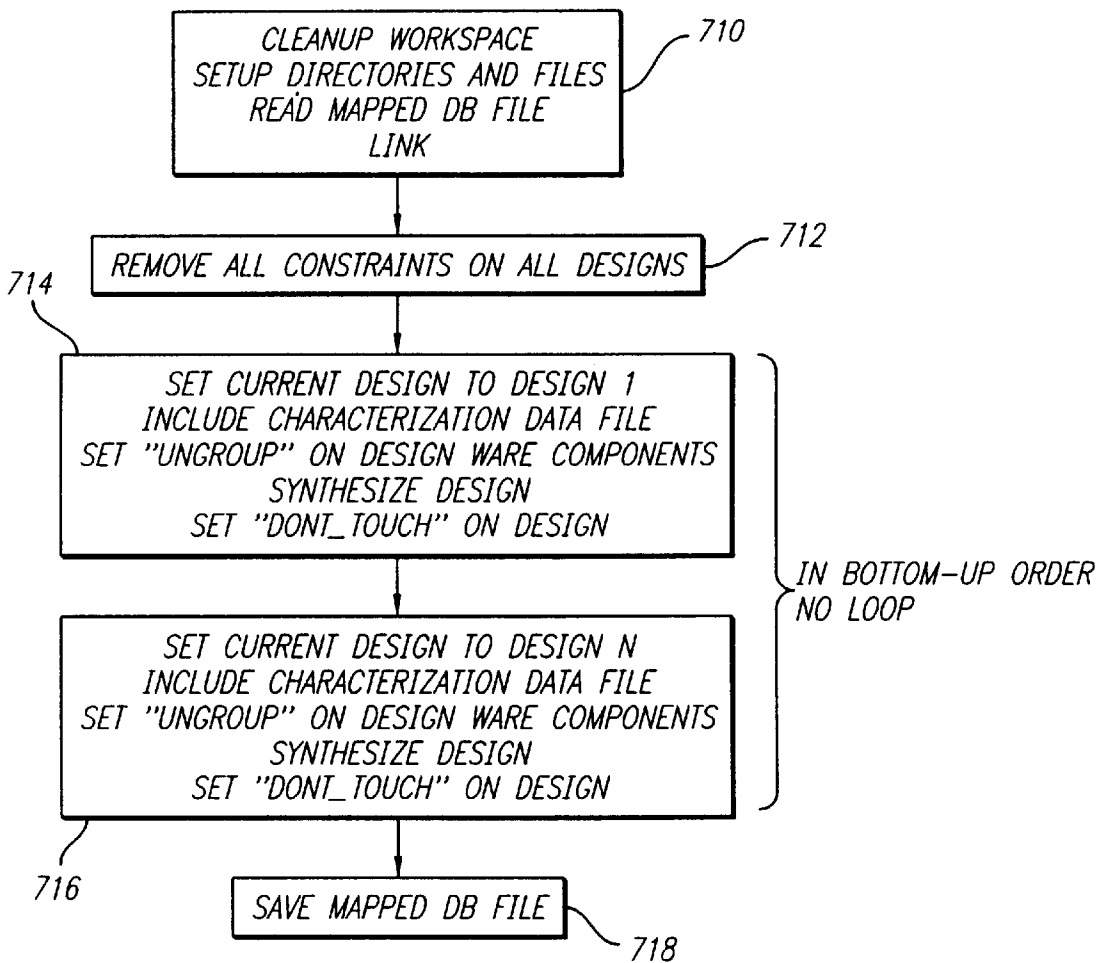 CLEANUP WORKSPACE
SETUP DIRECTORIES AND FILES
READ MAPPED DB FILE
LINK
710
REMOVE ALL CONSTRAINTS ON ALL DESIGNS
712
714
SET CURRENT DESIGN TO DESIGN 1
INCLUDE CHARACTERIZATION DATA FILE
SET "UNGROUP" ON DESIGN WARE COMPONENTS
SYNTHESIZE DESIGN
SET "DONT_TOUCH" ON DESIGN
IN BOTTOM-UP ORDER
NO LOOP
SET CURRENT DESIGN TO DESIGN N
INCLUDE CHARACTERIZATION DATA FILE
SET "UNGROUP" ON DESIGN WARE COMPONENTS
SYNTHESIZE DESIGN
SET "DONT_TOUCH" ON DESIGN
716
SAVE MAPPED DB FILE
718